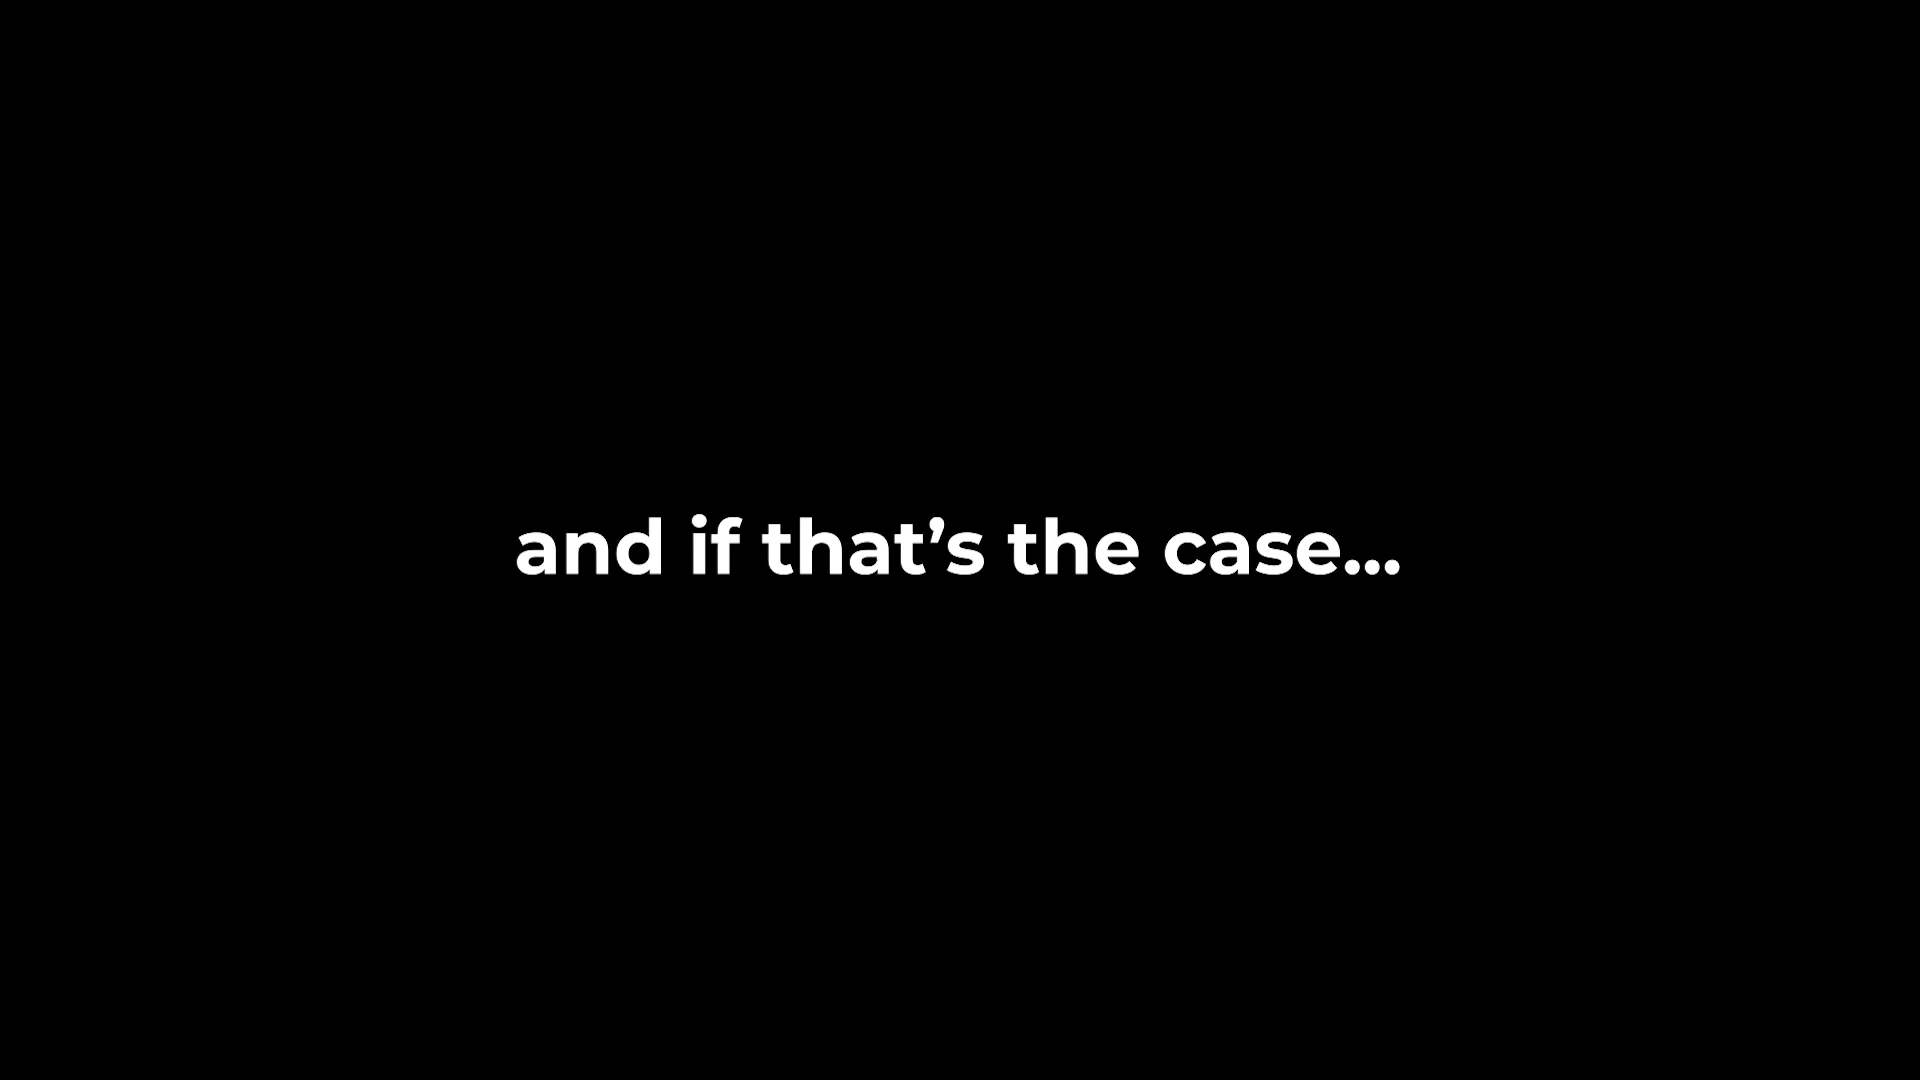 and if that’s the case...